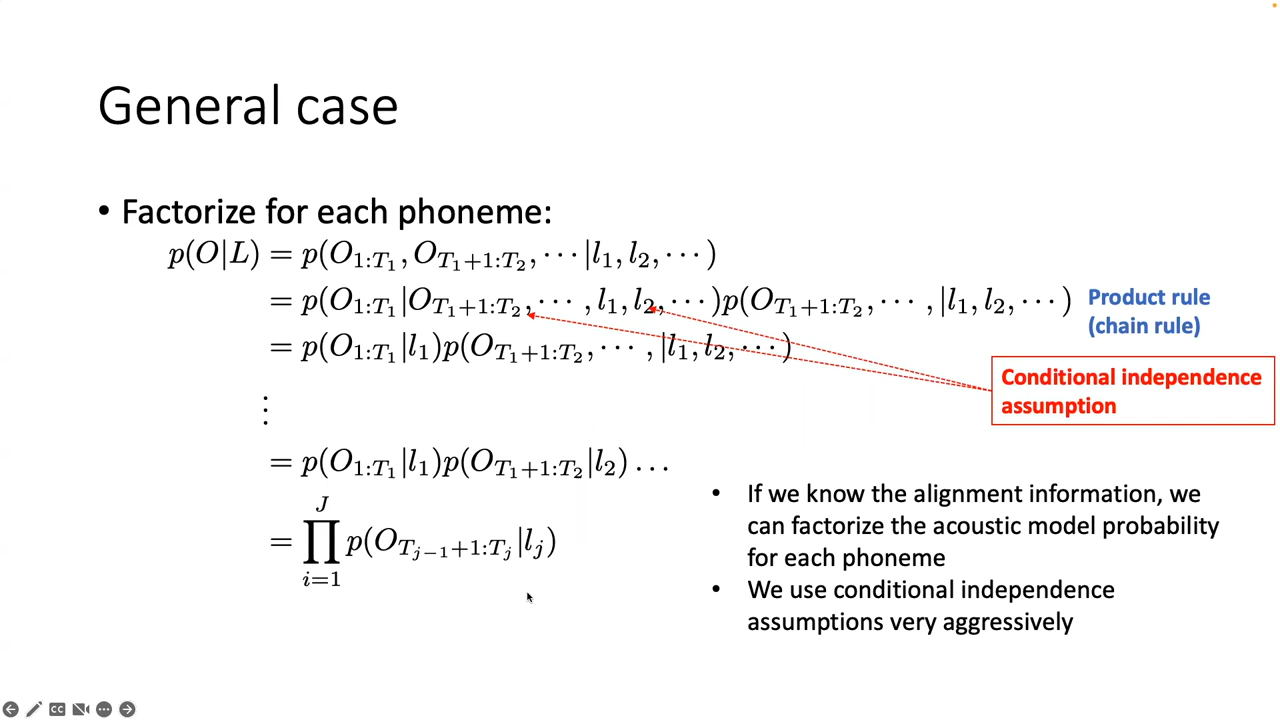 General case
• Factorize for each phoneme:
p(O|L) = p(O_{1:T_1}, O_{T_1+1:T_2}, ⋯ |l_1, l_2, ⋯)
= p(O_{1:T_1}|O_{T_1+1:T_2}, ⋯ , l_1, l_2, ⋯)p(O_{T_1+1:T_2}, ⋯ , |l_1, l_2, ⋯)
Product rule
(chain rule)
= p(O_{1:T_1}|l_1)p(O_{T_1+1:T_2}, ⋯ , |l_1, l_2, ⋯)
Conditional independence
assumption
⋮
= p(O_{1:T_1}|l_1)p(O_{T_1+1:T_2}|l_2) …
= ∏_{i=1}^{J} p(O_{T_{j-1}+1:T_j}|l_j)
• If we know the alignment information, we
can factorize the acoustic model probability
for each phoneme
• We use conditional independence
assumptions very aggressively
CC